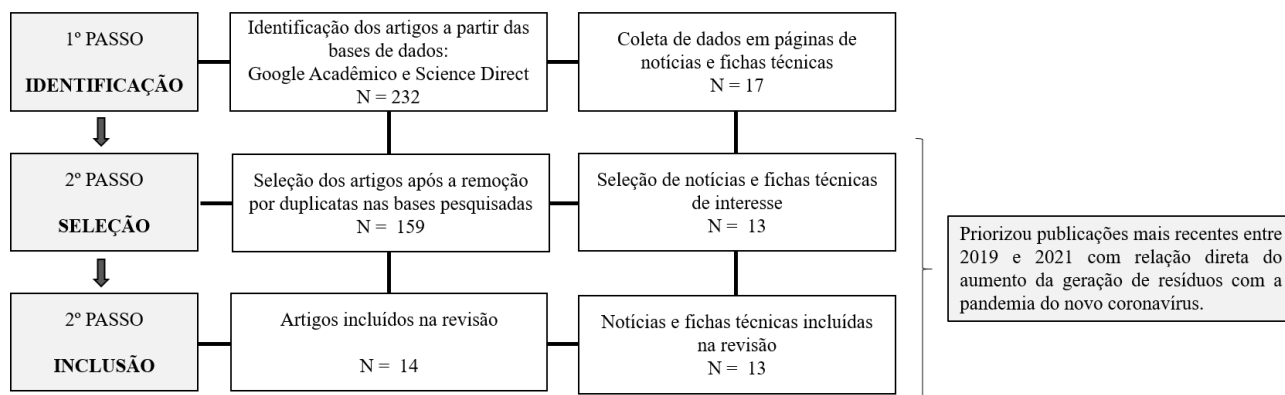 1º PASSO
IDENTIFICAÇÃO
Identificação dos artigos a partir das
bases de dados:
Google Acadêmico e Science Direct
N = 232
Coleta de dados em páginas de
notícias e fichas técnicas
N = 17
2º PASSO
SELEÇÃO
Seleção dos artigos após a remoção
por duplicatas nas bases pesquisadas
N = 159
Seleção de notícias e fichas técnicas
de interesse
N = 13
2º PASSO
INCLUSÃO
Artigos incluídos na revisão
N = 14
Notícias e fichas técnicas incluídas
na revisão
N = 13
Priorizou publicações mais recentes entre
2019 e 2021 com relação direta do
aumento da geração de resíduos com a
pandemia do novo coronavírus.